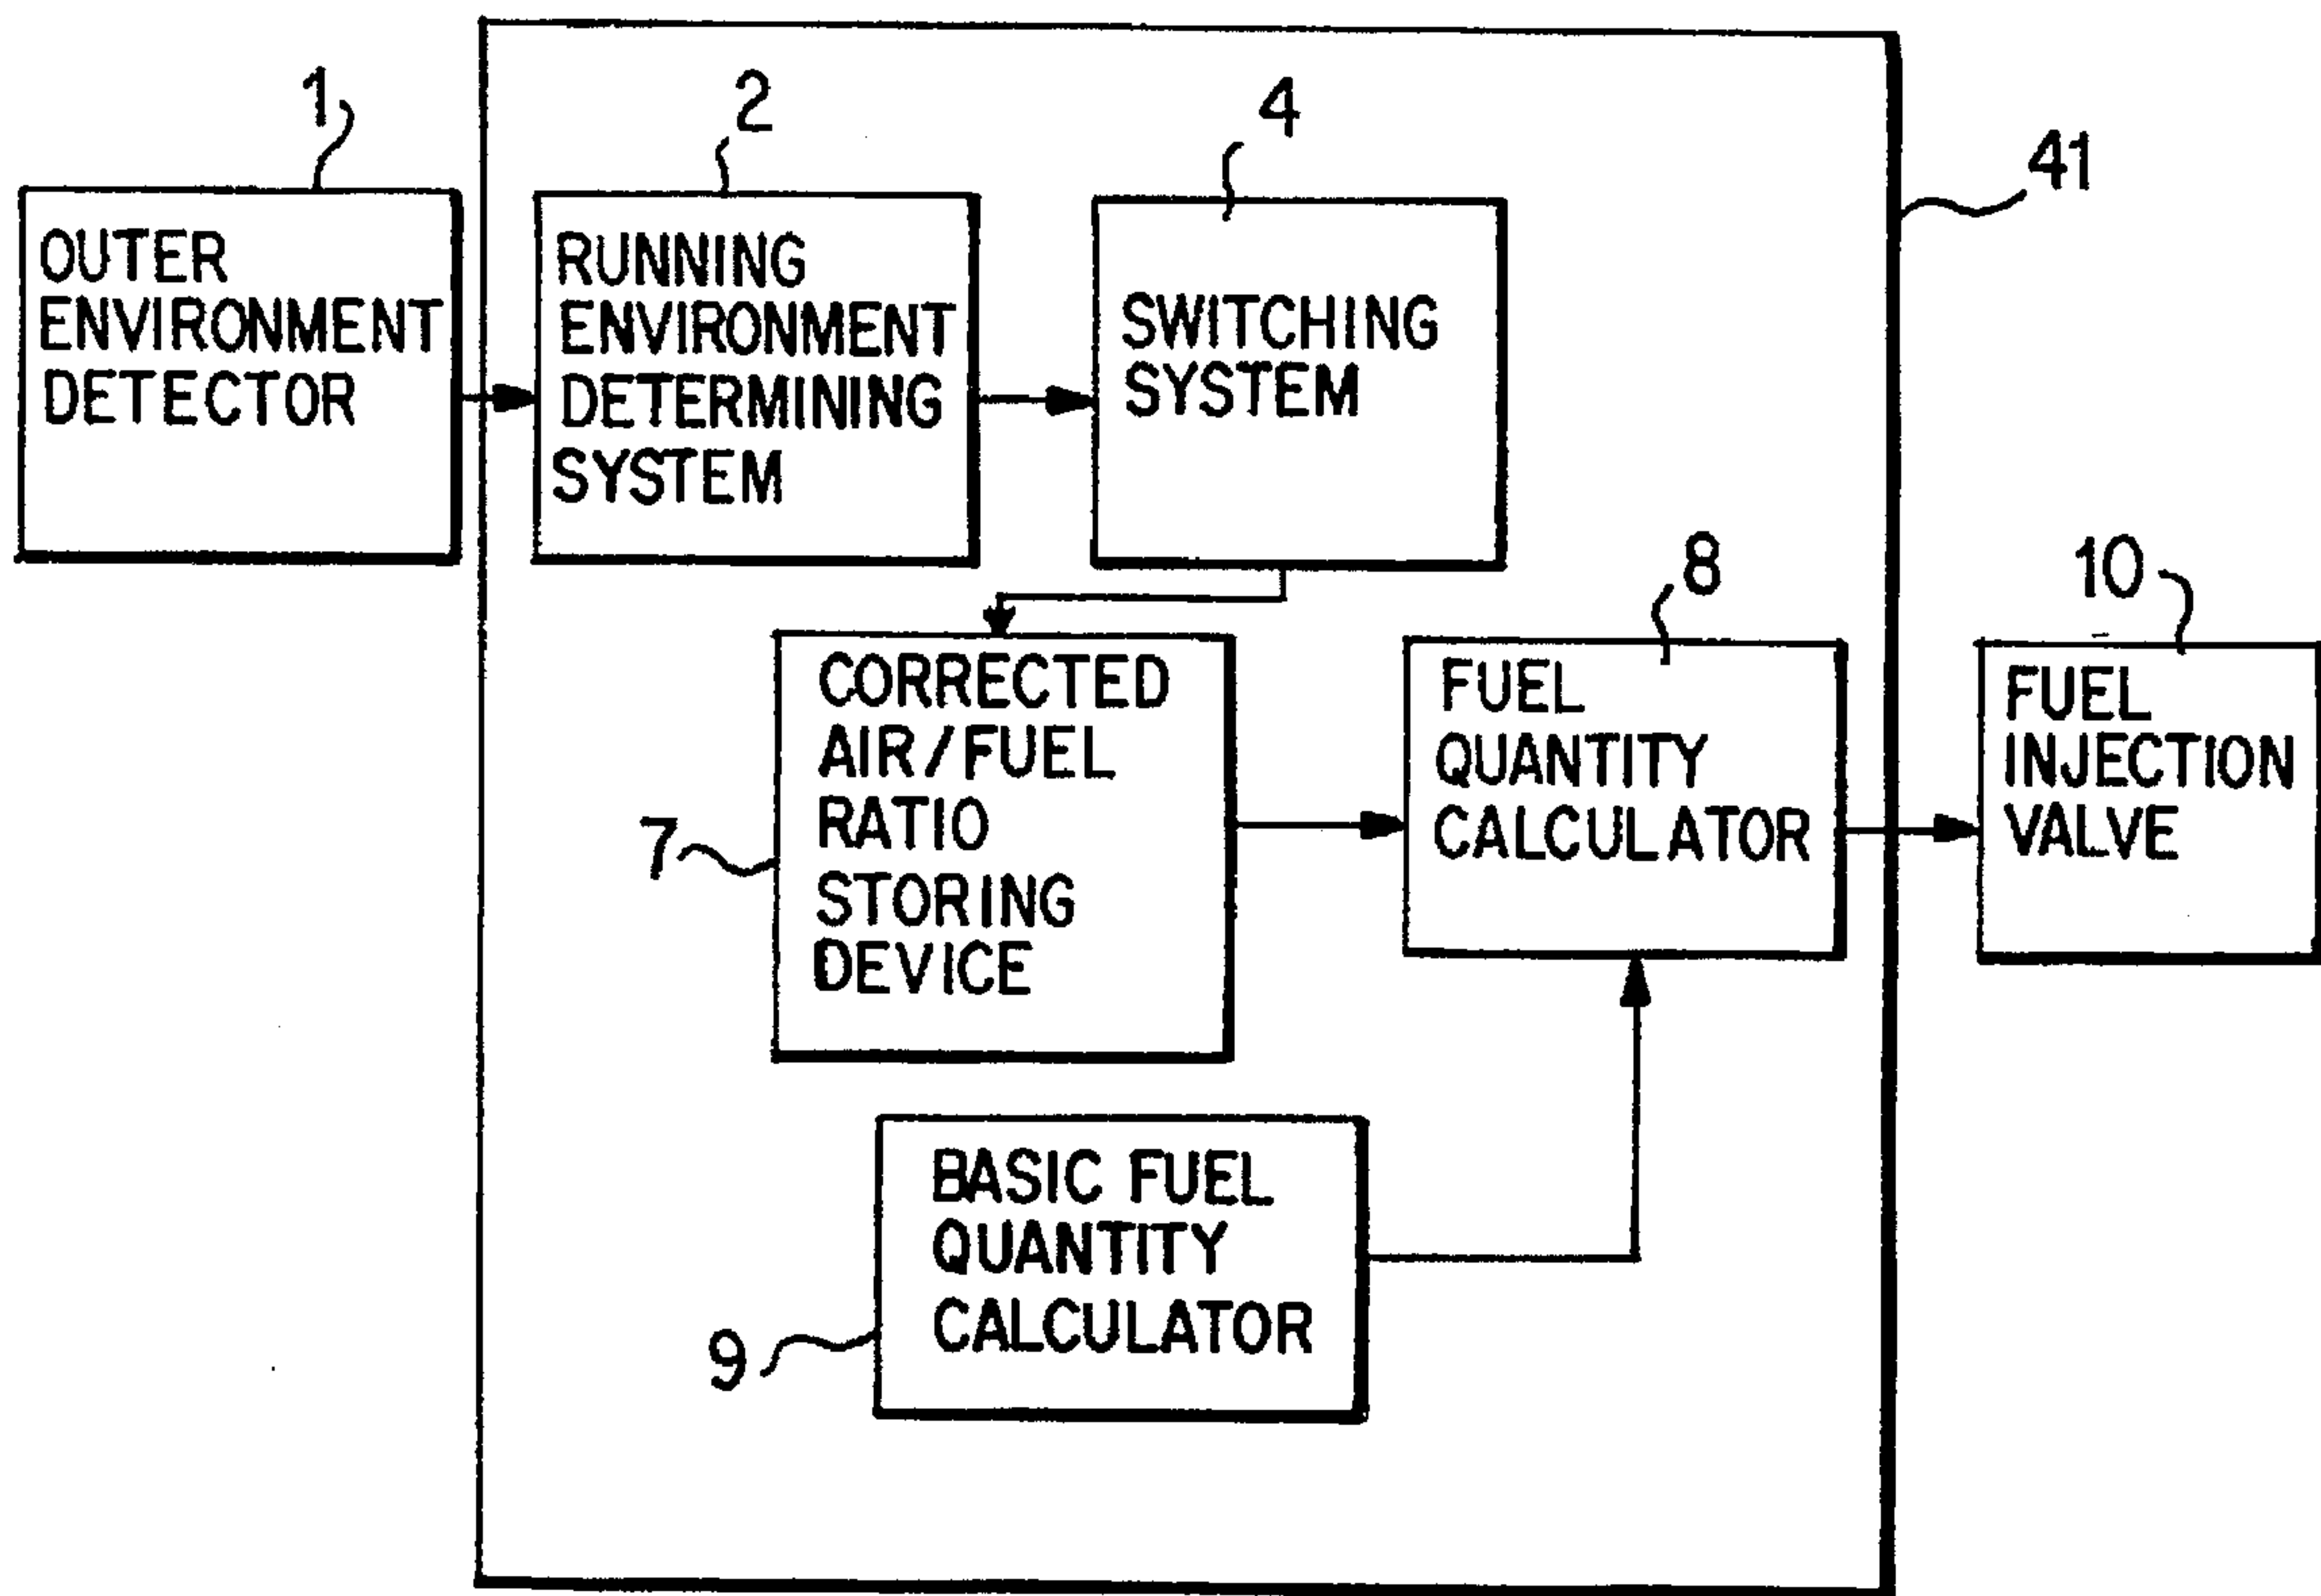 1
2
4
41
OUTER
ENVIRONMENT
DETECTOR
RUNNING
ENVIRONMENT
DETERMINING
SYSTEM
SWITCHING
SYSTEM
8
10
CORRECTED
AIR/FUEL
RATIO
STORING
DEVICE
7
FUEL
QUANTITY
CALCULATOR
FUEL
INJECTION
VALVE
BASIC FUEL
QUANTITY
CALCULATOR
9